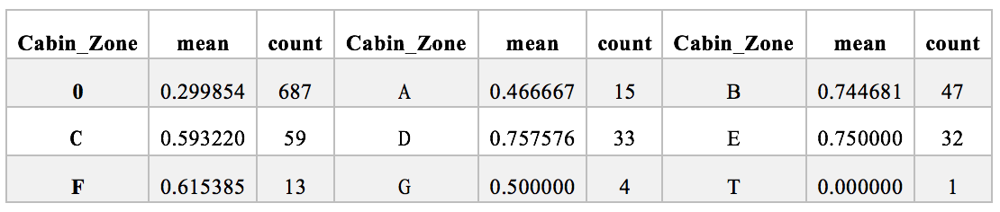 Cabin_Zone mean count Cabin_Zone mean count Cabin_Zone mean count
0 0.299854 687 A 0.466667 15 B 0.744681 47
C 0.593220 59 D 0.757576 33 E 0.750000 32
F 0.615385 13 G 0.500000 4 T 0.000000 1